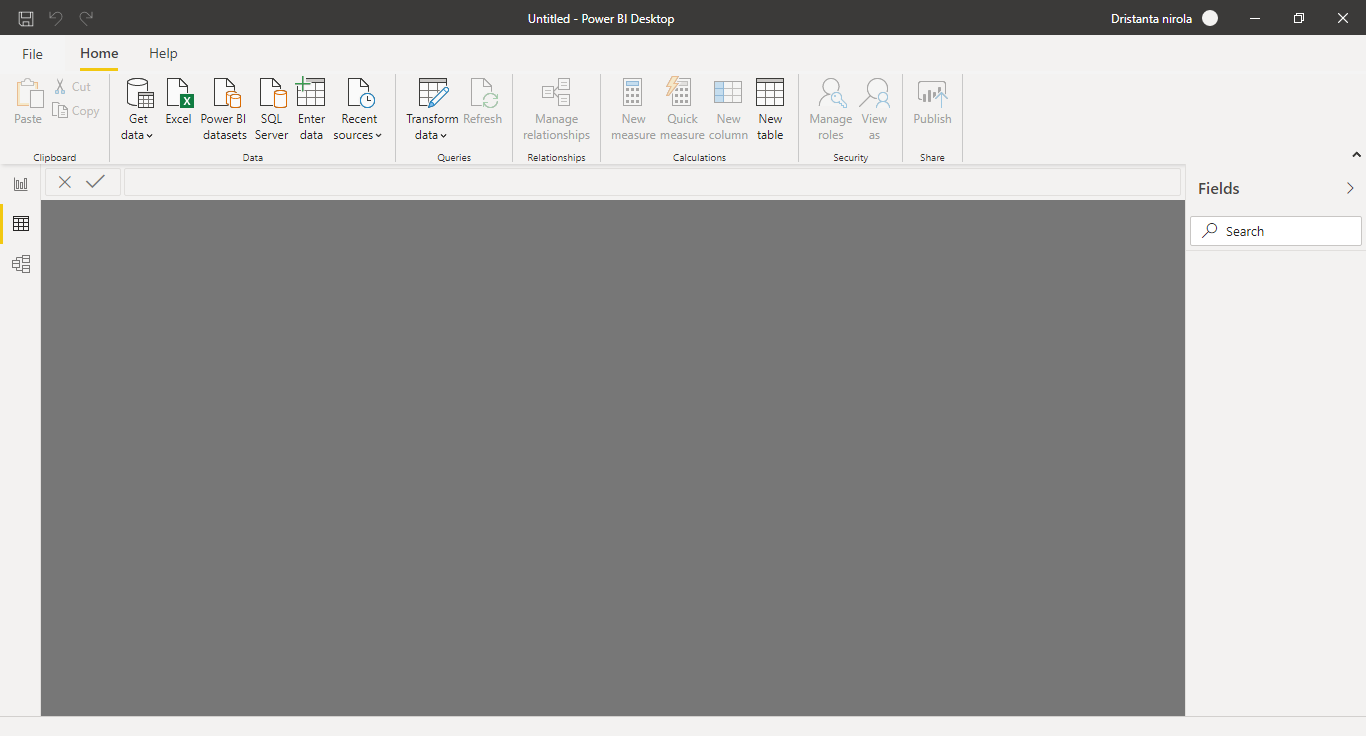 Untitled - Power BI Desktop
Dristanta nirola
File
Home
Help
Paste
Cut
Copy
Clipboard
Get
data
Excel
Power BI
datasets
SQL
Server
Enter
data
Recent
sources
Data
Transform
data
Refresh
Queries
Manage
relationships
Relationships
New
measure
Quick
measure
New
column
New
table
Calculations
Manage
roles
View
as
Security
Publish
Share
Fields
Search